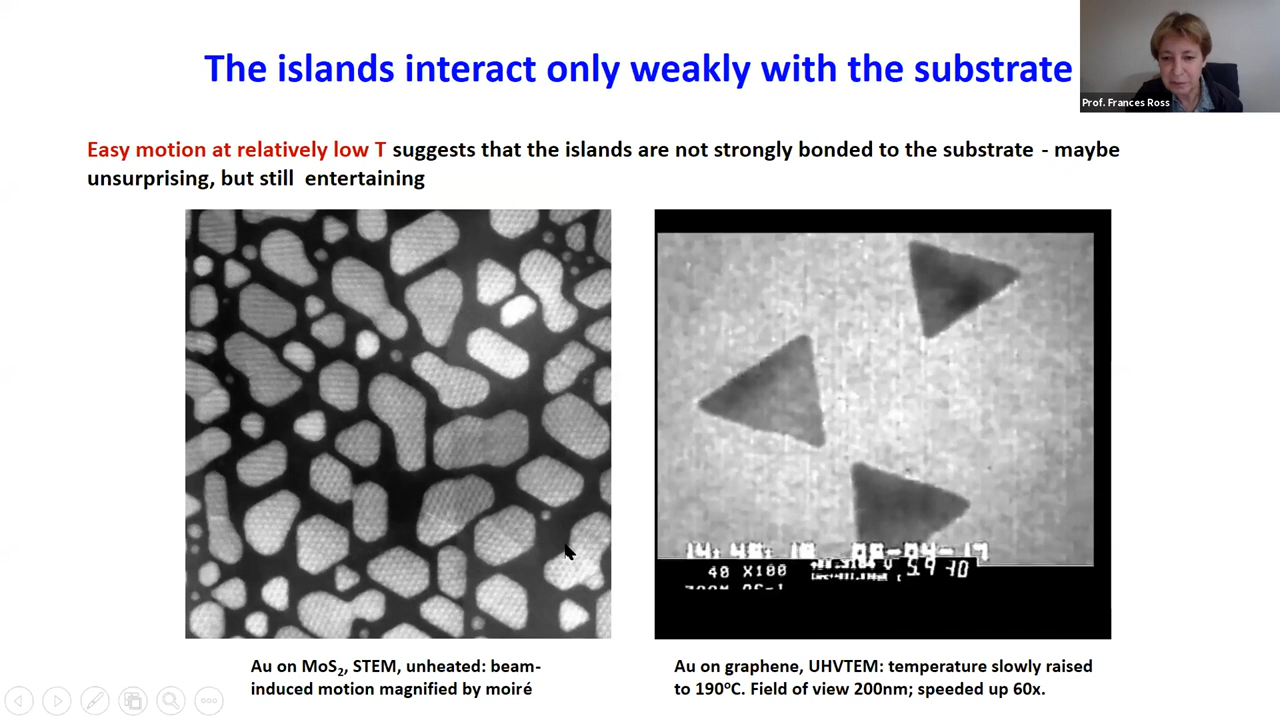 The islands interact only weakly with the substrate
Prof. Frances Ross
Easy motion at relatively low T suggests that the islands are not strongly bonded to the substrate - maybe
unsurprising, but still entertaining
40 X100
Au on MoS₂, STEM, unheated: beam-
induced motion magnified by moiré
Au on graphene, UHVTEM: temperature slowly raised
to 190°C. Field of view 200nm; speeded up 60x.